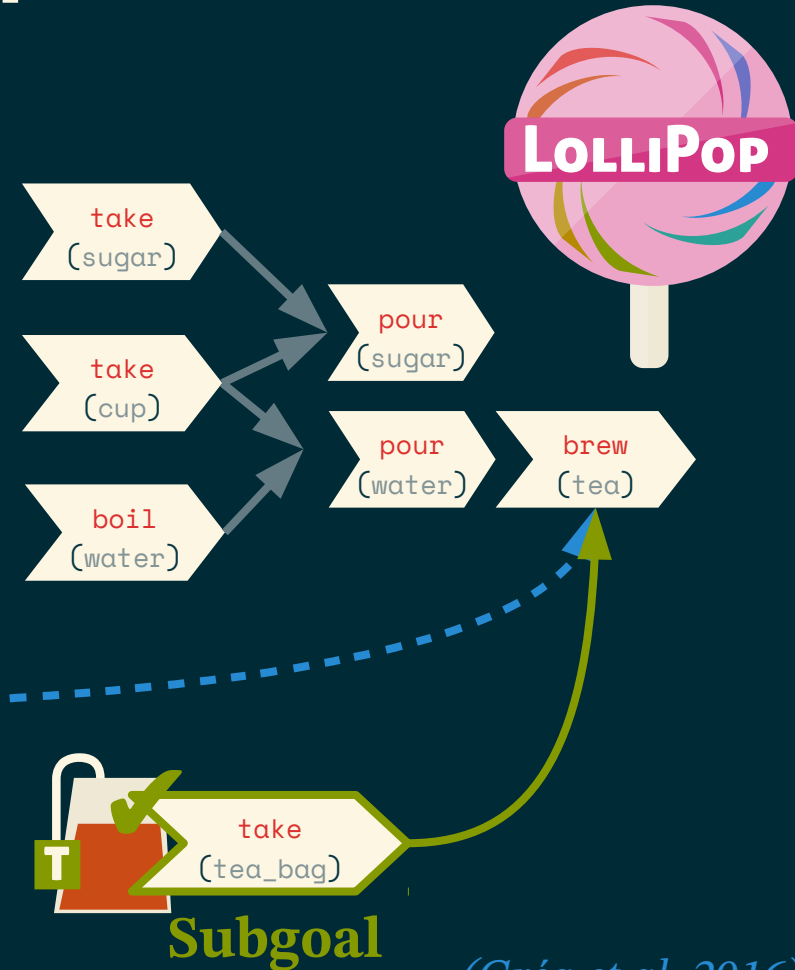 LOLLIPOP
take
(sugar)
pour
(sugar)
take
(cup)
pour
(water)
brew
(tea)
boil
(water)
T
take
(tea_bag)
Subgoal